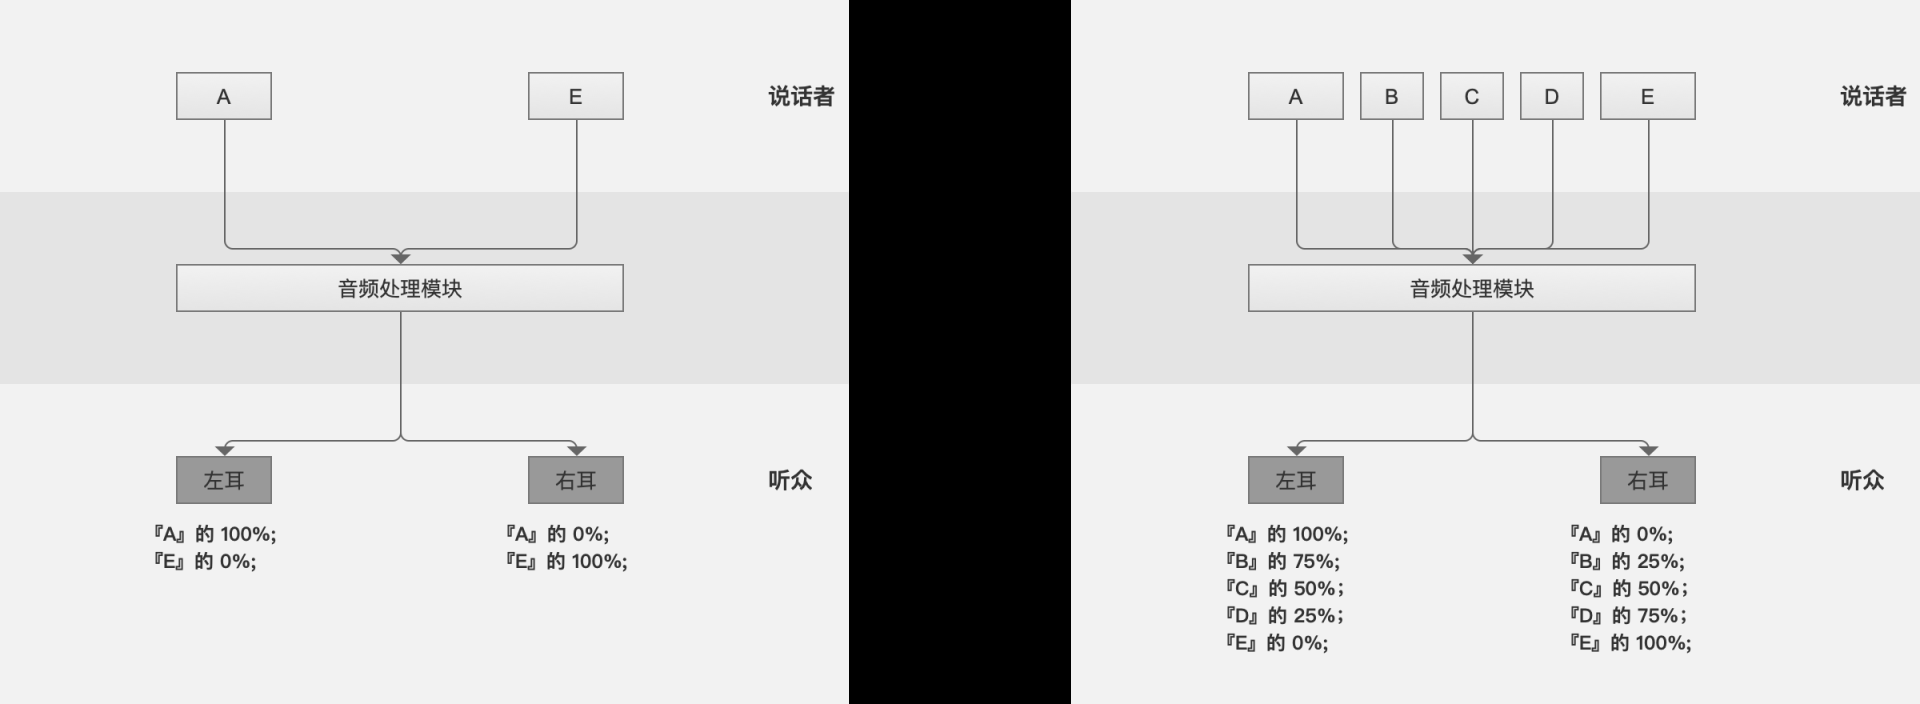 A
E
说话者
音频处理模块
左耳
右耳
听众
『A』的 100%;
『E』的 0%;
『A』的 0%;
『E』的 100%;
A
B
C
D
E
说话者
音频处理模块
左耳
右耳
听众
『A』的 100%;
『B』的 75%;
『C』的 50%;
『D』的 25%;
『E』的 0%;
『A』的 0%;
『B』的 25%;
『C』的 50%;
『D』的 75%;
『E』的 100%;